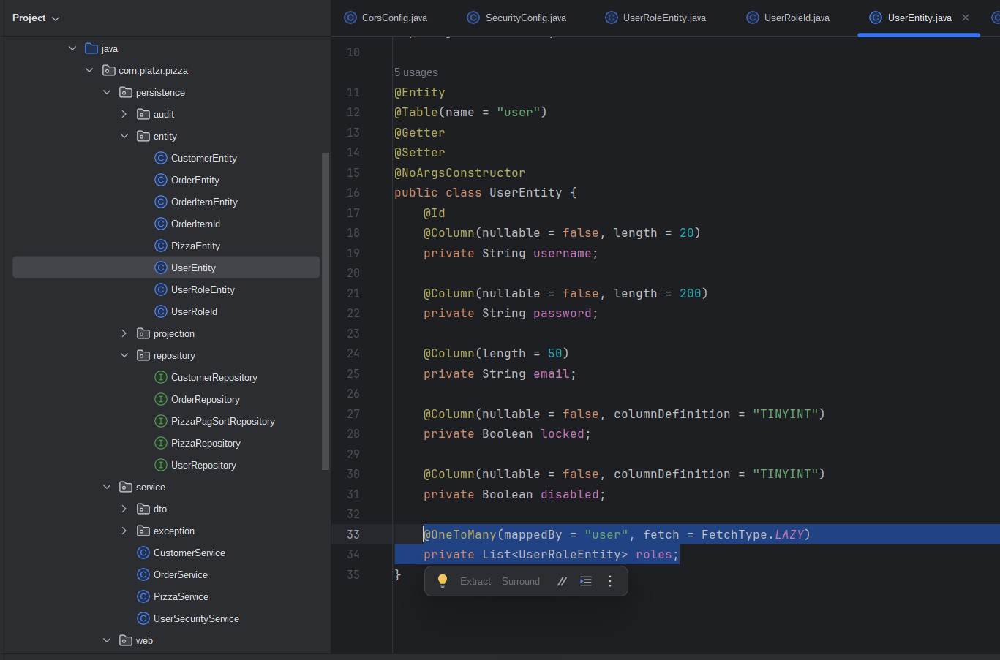 Project
CorsConfig.java
SecurityConfig.java
UserRoleEntity.java
UserRoleId.java
UserEntity.java
java
com.platzi.pizza
persistence
audit
entity
CustomerEntity
OrderEntity
OrderItemEntity
OrderItemId
PizzaEntity
UserEntity
UserRoleEntity
UserRoleId
projection
repository
CustomerRepository
OrderRepository
PizzaPagSortRepository
PizzaRepository
UserRepository
service
dto
exception
CustomerService
OrderService
PizzaService
UserSecurityService
web
10
5 usages
11 @Entity
12 @Table(name = "user")
13 @Getter
14 @Setter
15 @NoArgsConstructor
16 public class UserEntity {
17 @Id
18 @Column(nullable = false, length = 20)
19 private String username;
20
21 @Column(nullable = false, length = 200)
22 private String password;
23
24 @Column(length = 50)
25 private String email;
26
27 @Column(nullable = false, columnDefinition = "TINYINT")
28 private Boolean locked;
29
30 @Column(nullable = false, columnDefinition = "TINYINT")
31 private Boolean disabled;
32
33 @OneToMany(mappedBy = "user", fetch = FetchType.LAZY)
34 private List<UserRoleEntity> roles;
35 }
Extract Surround